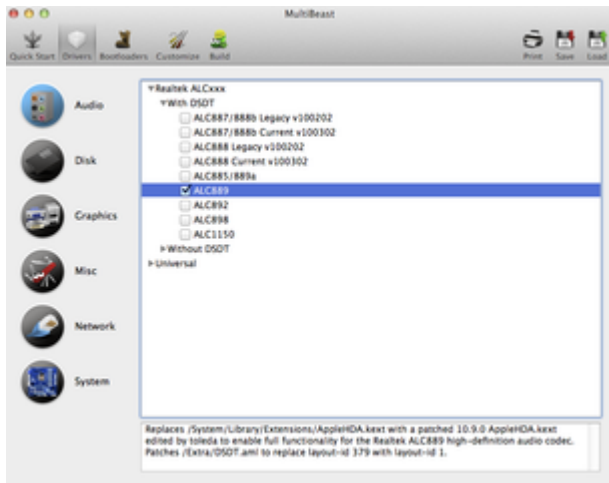 MultiBeast
Quick Start Drivers Bootloaders Customize Build Print Save Load
Audio
Disk
Graphics
Misc
Network
System
Realtek ALCxxx
With DSDT
ALC887/888b Legacy v100202
ALC887/888b Current v100302
ALC888 Legacy v100202
ALC888 Current v100302
ALC885/889a
ALC889
ALC892
ALC898
ALC1150
Without DSDT
Universal
Replaces /System/Library/Extensions/AppleHDA.kext with a patched 10.9.0 AppleHDA.kext
edited by toleda to enable full functionality for the Realtek ALC889 high-definition audio codec.
Patches /Extra/DSDT.aml to replace layout-id 379 with layout-id 1.